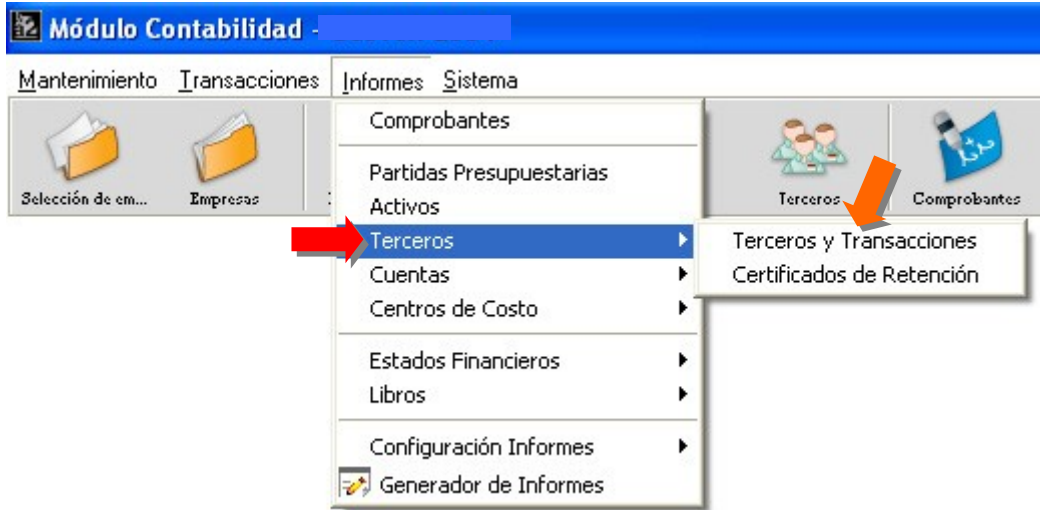 Módulo Contabilidad -
Mantenimiento Transacciones Informes Sistema
Selección de em... Empresas Terceros Comprobantes
Comprobantes
Partidas Presupuestarias
Activos
Terceros
Terceros y Transacciones
Cuentas
Certificados de Retención
Centros de Costo
Estados Financieros
Libros
Configuración Informes
Generador de Informes